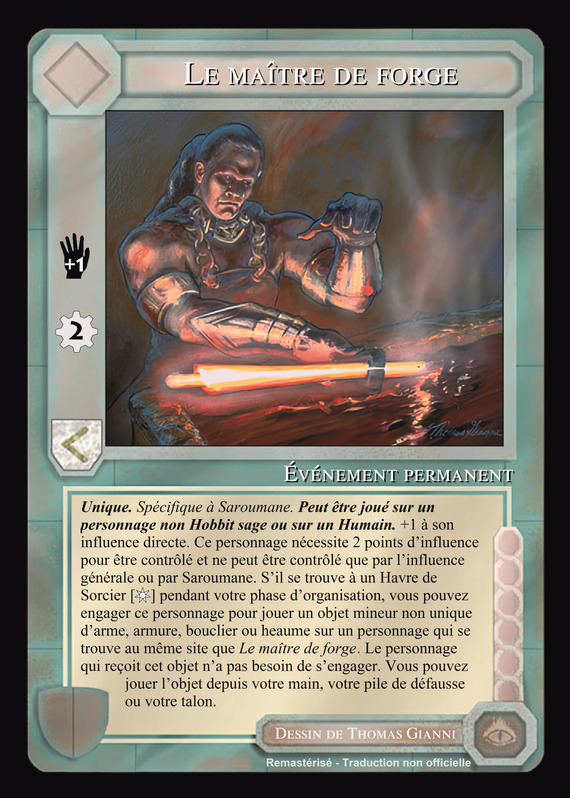 Le maître de forge
+1
2
Thomas Gianni
Événement permanent
Unique. Spécifique à Saroumane. Peut être joué sur un
personnage non Hobbit sage ou sur un Humain. +1 à son
influence directe. Ce personnage nécessite 2 points d’influence
pour être contrôlé et ne peut être contrôlé que par l’influence
générale ou par Saroumane. S’il se trouve à un Havre de
Sorcier [] pendant votre phase d’organisation, vous pouvez
engager ce personnage pour jouer un objet mineur non unique
d’arme, armure, bouclier ou heaume sur un personnage qui se
trouve au même site que Le maître de forge. Le personnage
qui reçoit cet objet n’a pas besoin de s’engager. Vous pouvez
jouer l’objet depuis votre main, votre pile de défausse
ou votre talon.
Dessin de Thomas Gianni
Remastérisé - Traduction non officielle